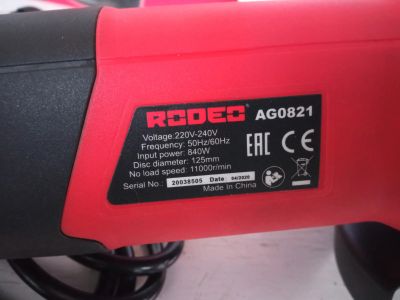 RODEO AG0821
Voltage:220V-240V
Frequency: 50Hz/60Hz
Input power: 840W
Disc diameter: 125mm
No load speed: 11000r/min
Serial No.: 20038505 Date: 04/2020
Made In China
EAC CE